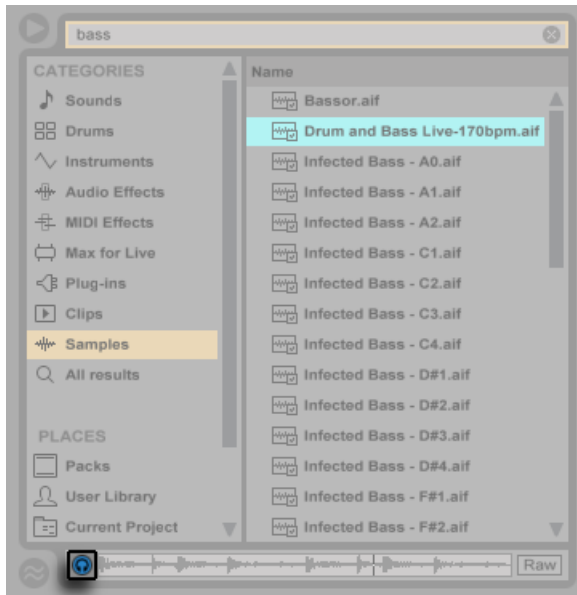 bass
CATEGORIES
Sounds
Drums
Instruments
Audio Effects
MIDI Effects
Max for Live
Plug-ins
Clips
Samples
All results
PLACES
Packs
User Library
Current Project
Name
Bassor.aif
Drum and Bass Live-170bpm.aif
Infected Bass - A0.aif
Infected Bass - A1.aif
Infected Bass - A2.aif
Infected Bass - C1.aif
Infected Bass - C2.aif
Infected Bass - C3.aif
Infected Bass - C4.aif
Infected Bass - D#1.aif
Infected Bass - D#2.aif
Infected Bass - D#3.aif
Infected Bass - D#4.aif
Infected Bass - F#1.aif
Infected Bass - F#2.aif
Raw